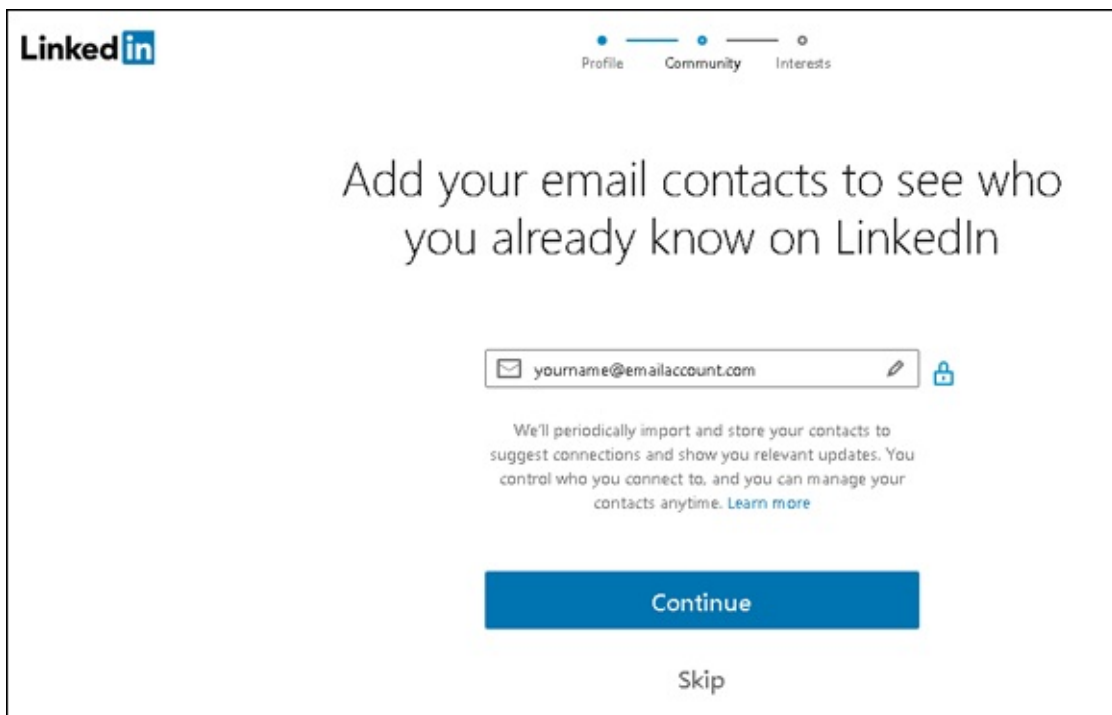 Linked in
Profile Community Interests
Add your email contacts to see who
you already know on LinkedIn
yourname@emailaccount.com
We'll periodically import and store your contacts to
suggest connections and show you relevant updates. You
control who you connect to, and you can manage your
contacts anytime. Learn more
Continue
Skip